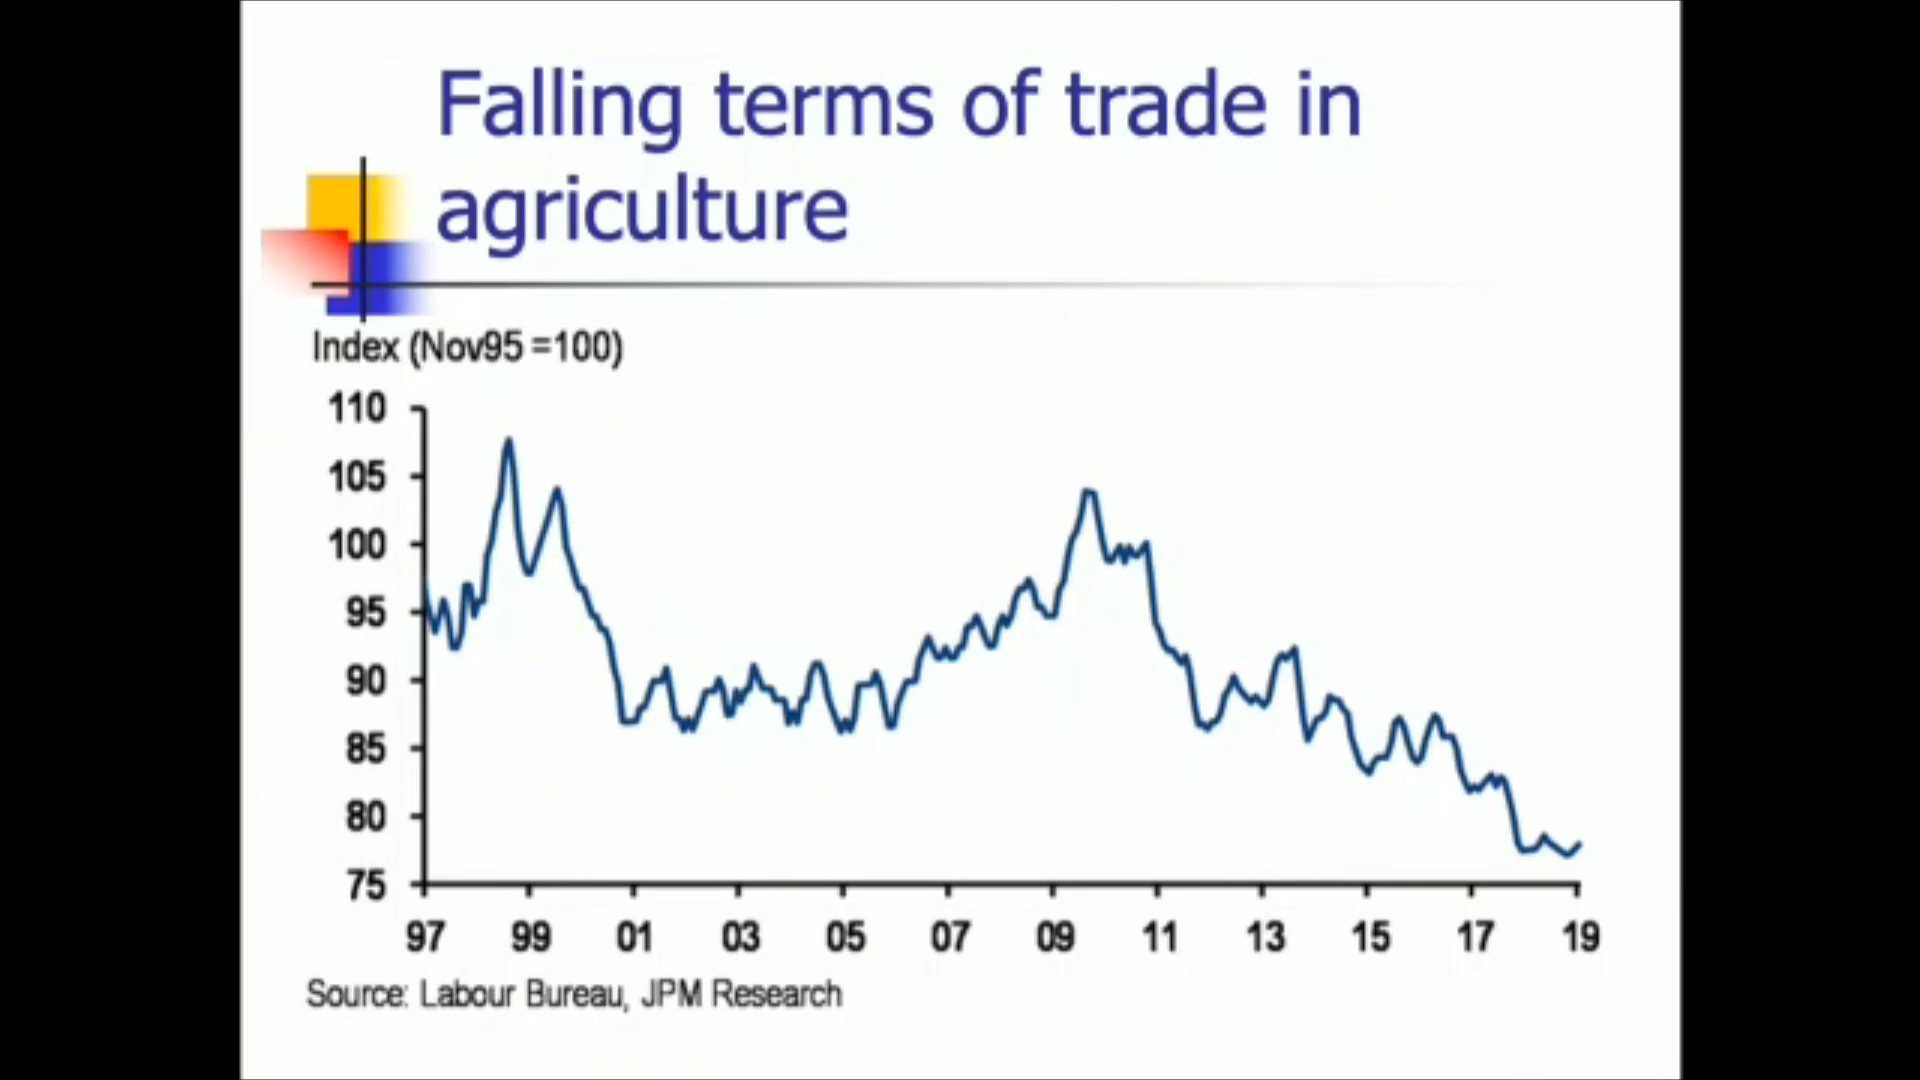 Falling terms of trade in
agriculture
Index (Nov95 =100)
110
105
100
95
90
85
80
75
97 99 01 03 05 07 09 11 13 15 17 19
Source: Labour Bureau, JPM Research